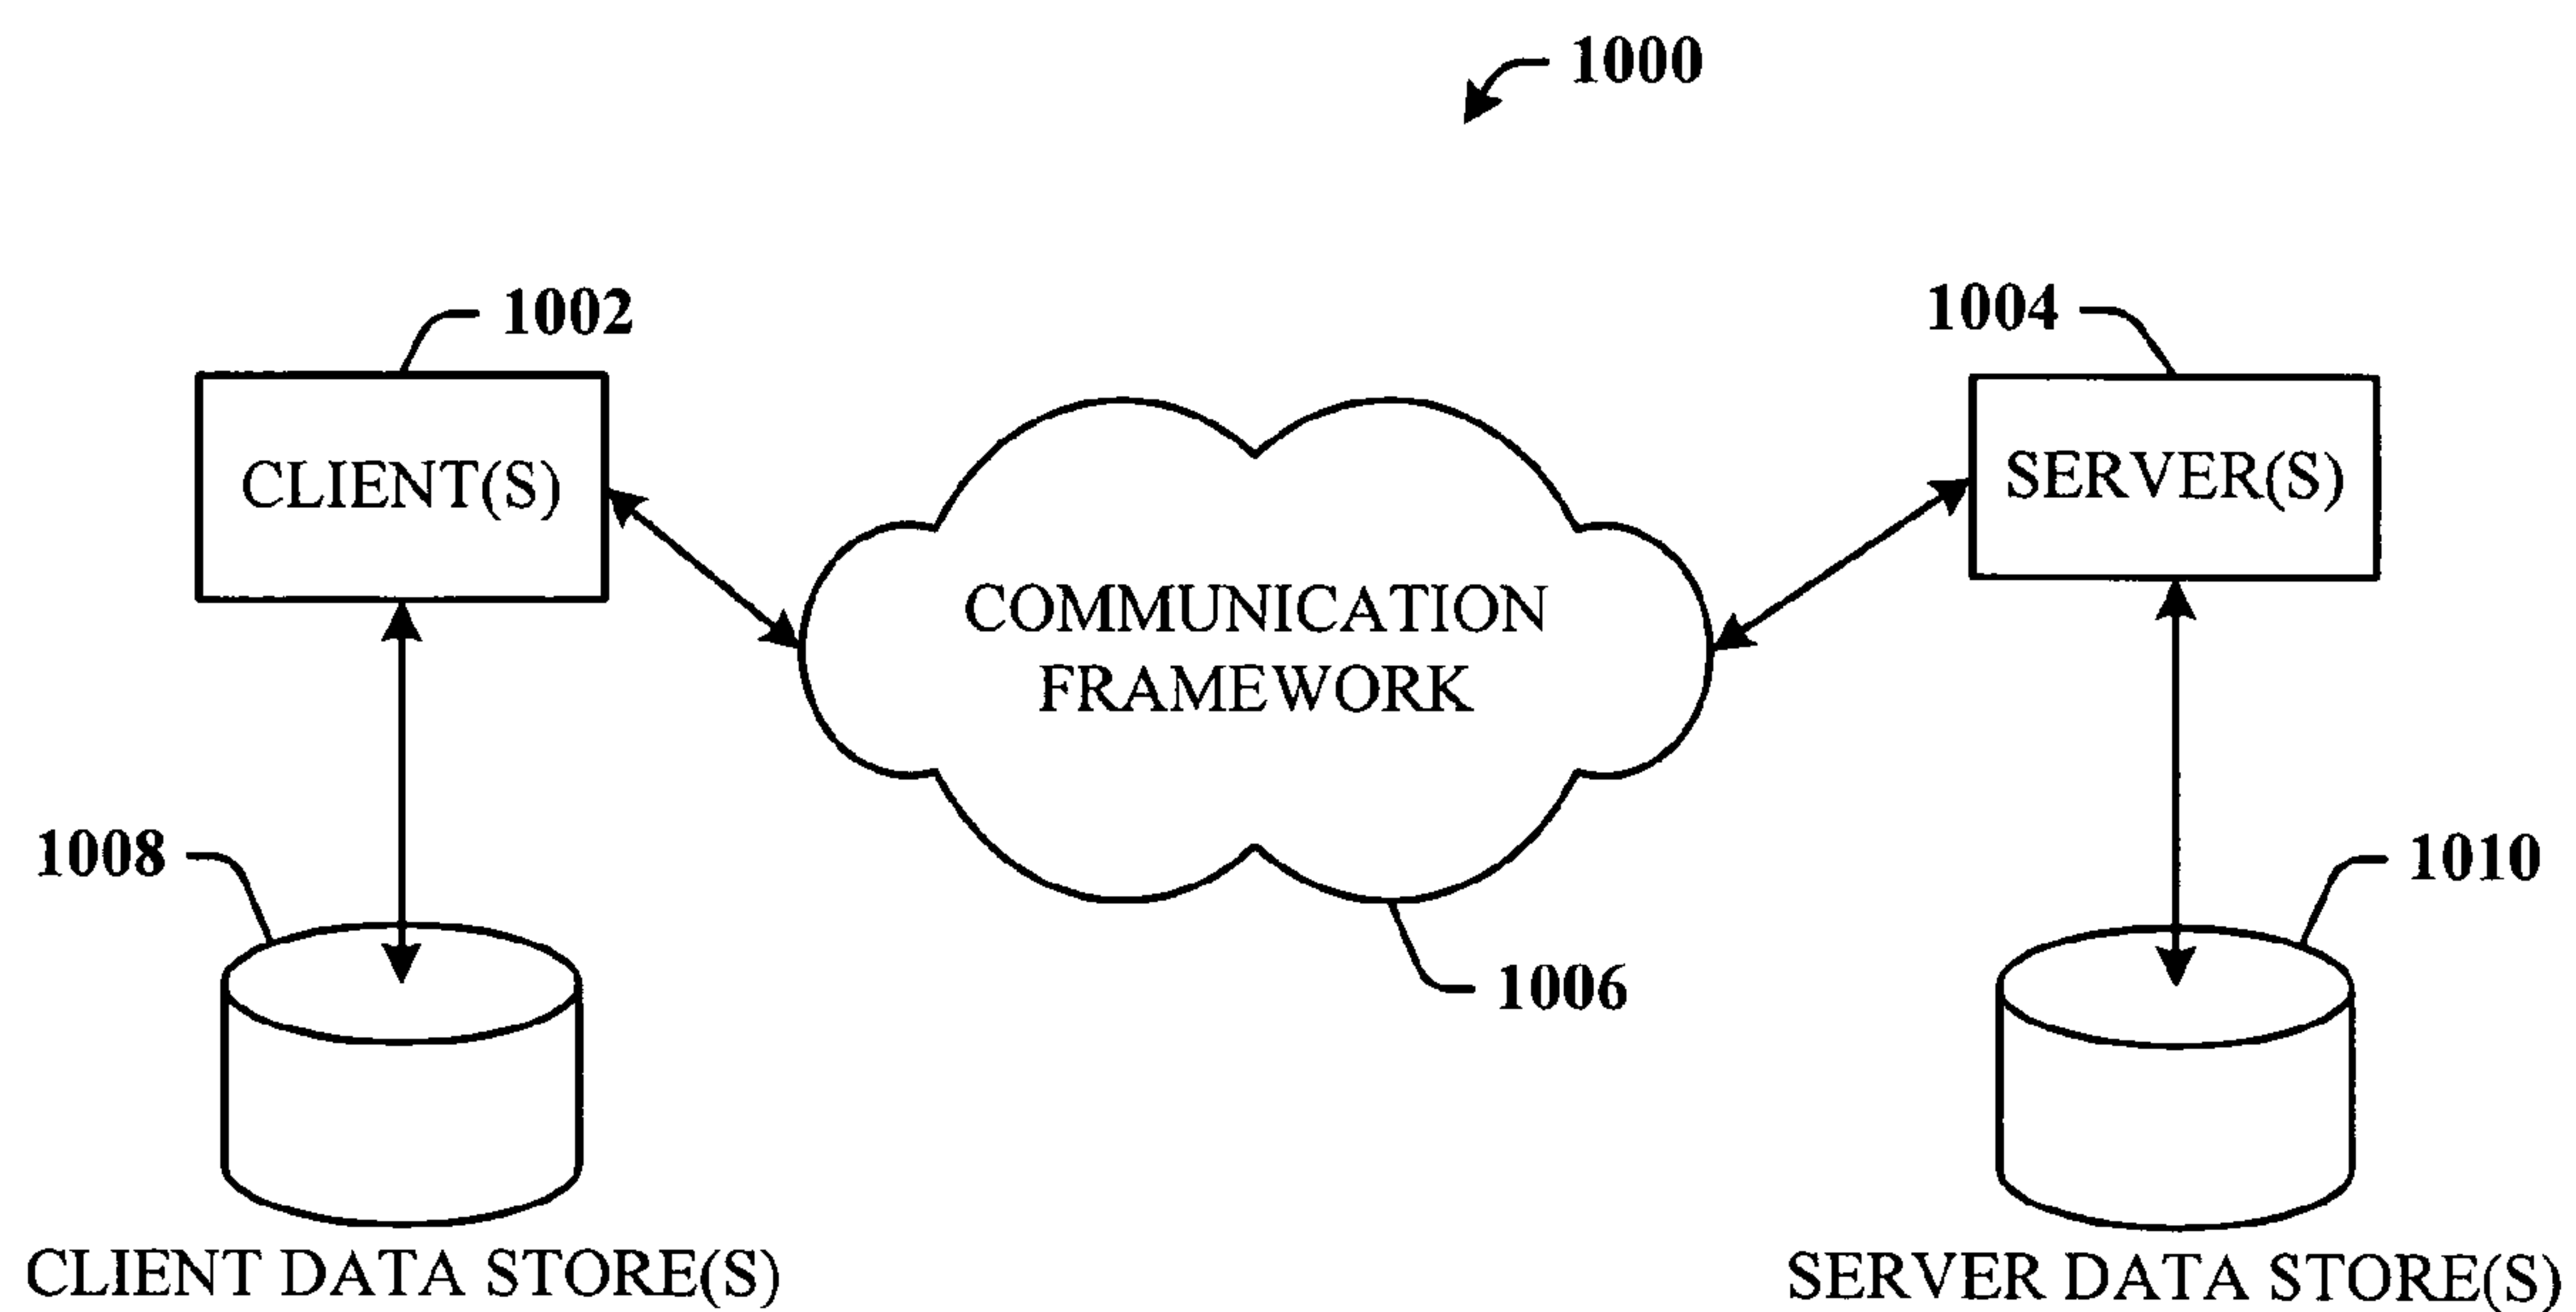 1000
1002
1004
CLIENT(S)
SERVER(S)
COMMUNICATION
FRAMEWORK
1008
1010
1006
CLIENT DATA STORE(S)
SERVER DATA STORE(S)